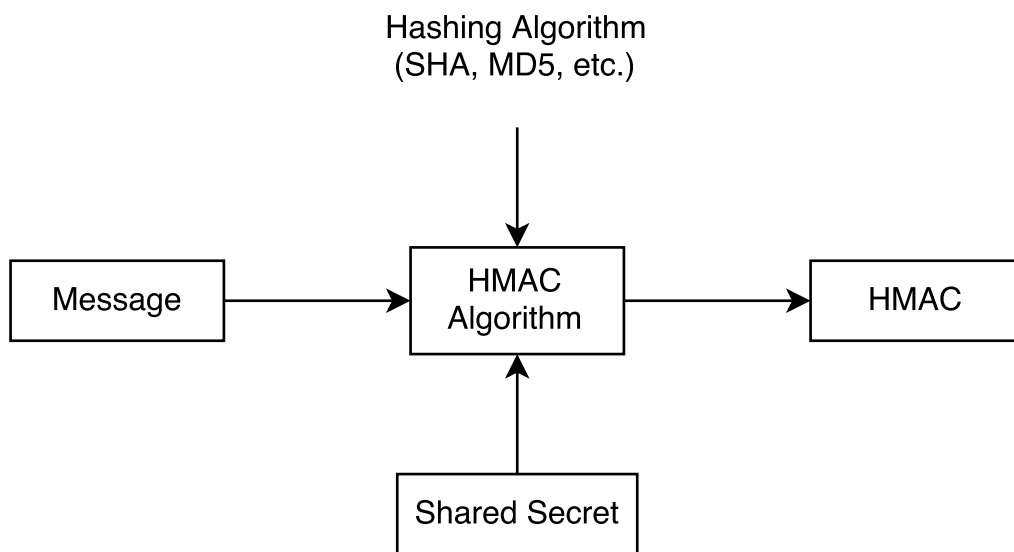 Hashing Algorithm
(SHA, MD5, etc.)
Message
HMAC
Algorithm
HMAC
Shared Secret